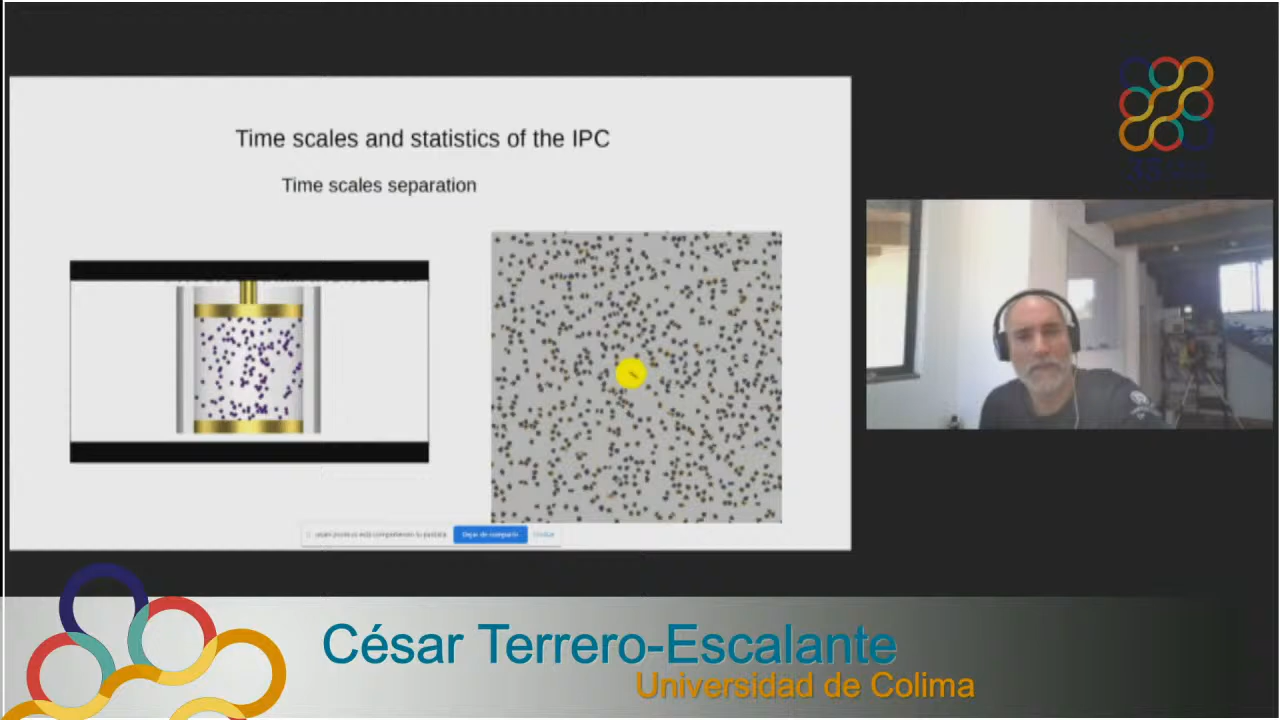 Time scales and statistics of the IPC
Time scales separation
Dejar de compartir
Ocultar
César Terrero-Escalante
Universidad de Colima